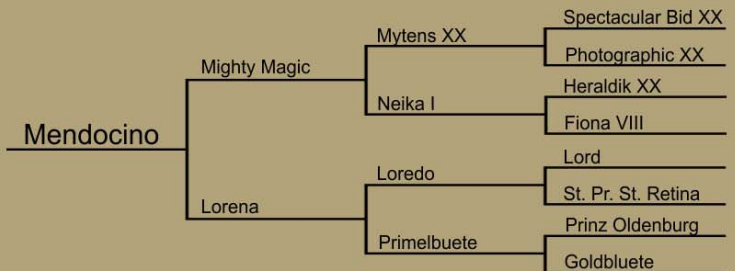 Spectacular Bid XX
Mytens XX
Photographic XX
Mighty Magic
Heraldik XX
Neika I
Fiona VIII
Mendocino
Lord
Loredo
St. Pr. St. Retina
Lorena
Prinz Oldenburg
Primelbuete
Goldbluete